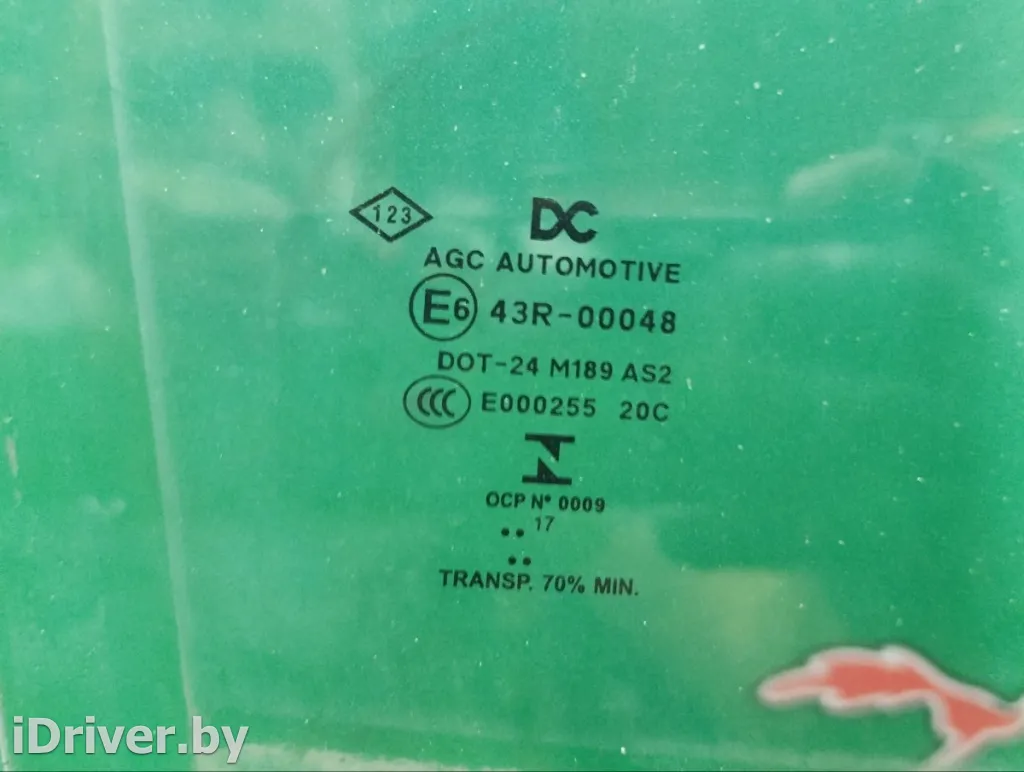 123
DC
AGC AUTOMOTIVE
E6 43R-00048
DOT-24 M189 AS2
CCC E000255 20C
OCP Nº 0009
.. 17
..
TRANSP. 70% MIN.
iDriver.by